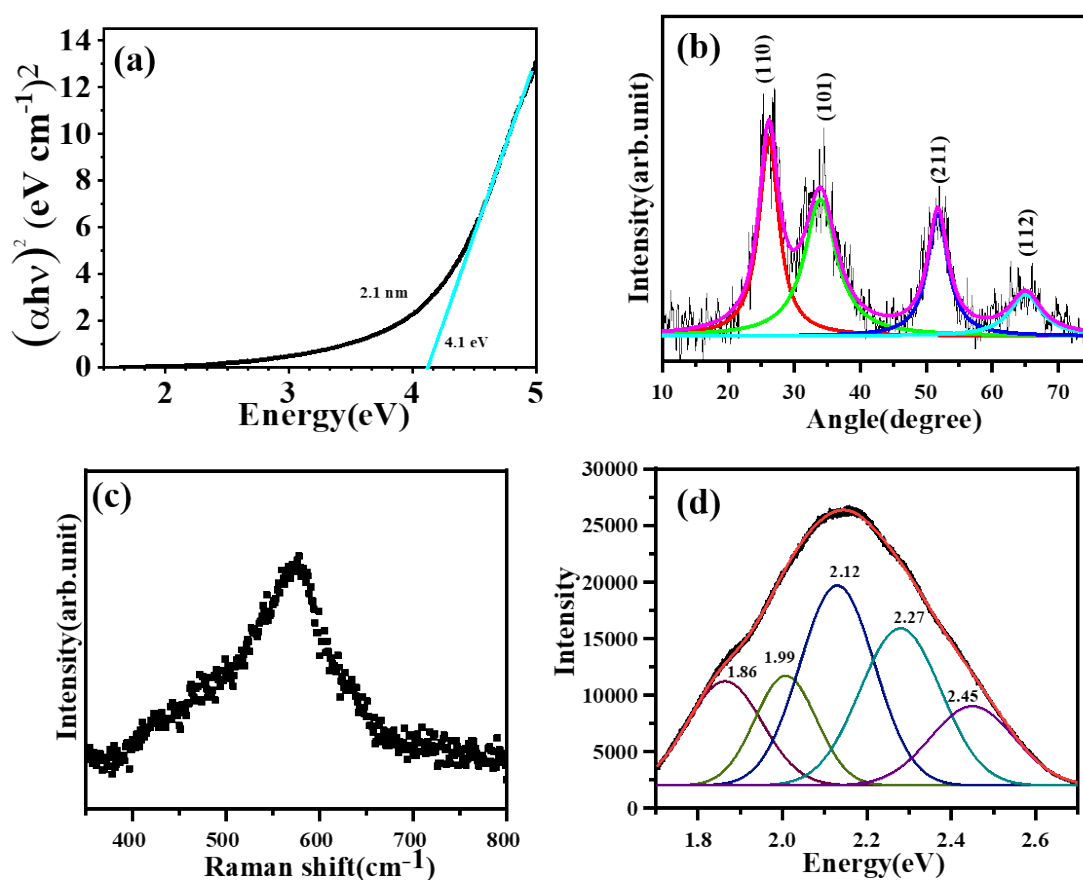 (a)
(αhν)² (eV cm⁻¹)²
14
12
10
8
6
4
2
0
2.1 nm
4.1 eV
2 3 4 5
Energy(eV)
(b)
Intensity(arb.unit)
(110)
(101)
(211)
(112)
10 20 30 40 50 60 70
Angle(degree)
(c)
Intensity(arb.unit)
400 500 600 700 800
Raman shift(cm⁻¹)
(d)
Intensity
30000
25000
20000
15000
10000
5000
0
2.12
2.27
1.99
1.86
2.45
1.8 2.0 2.2 2.4 2.6
Energy(eV)